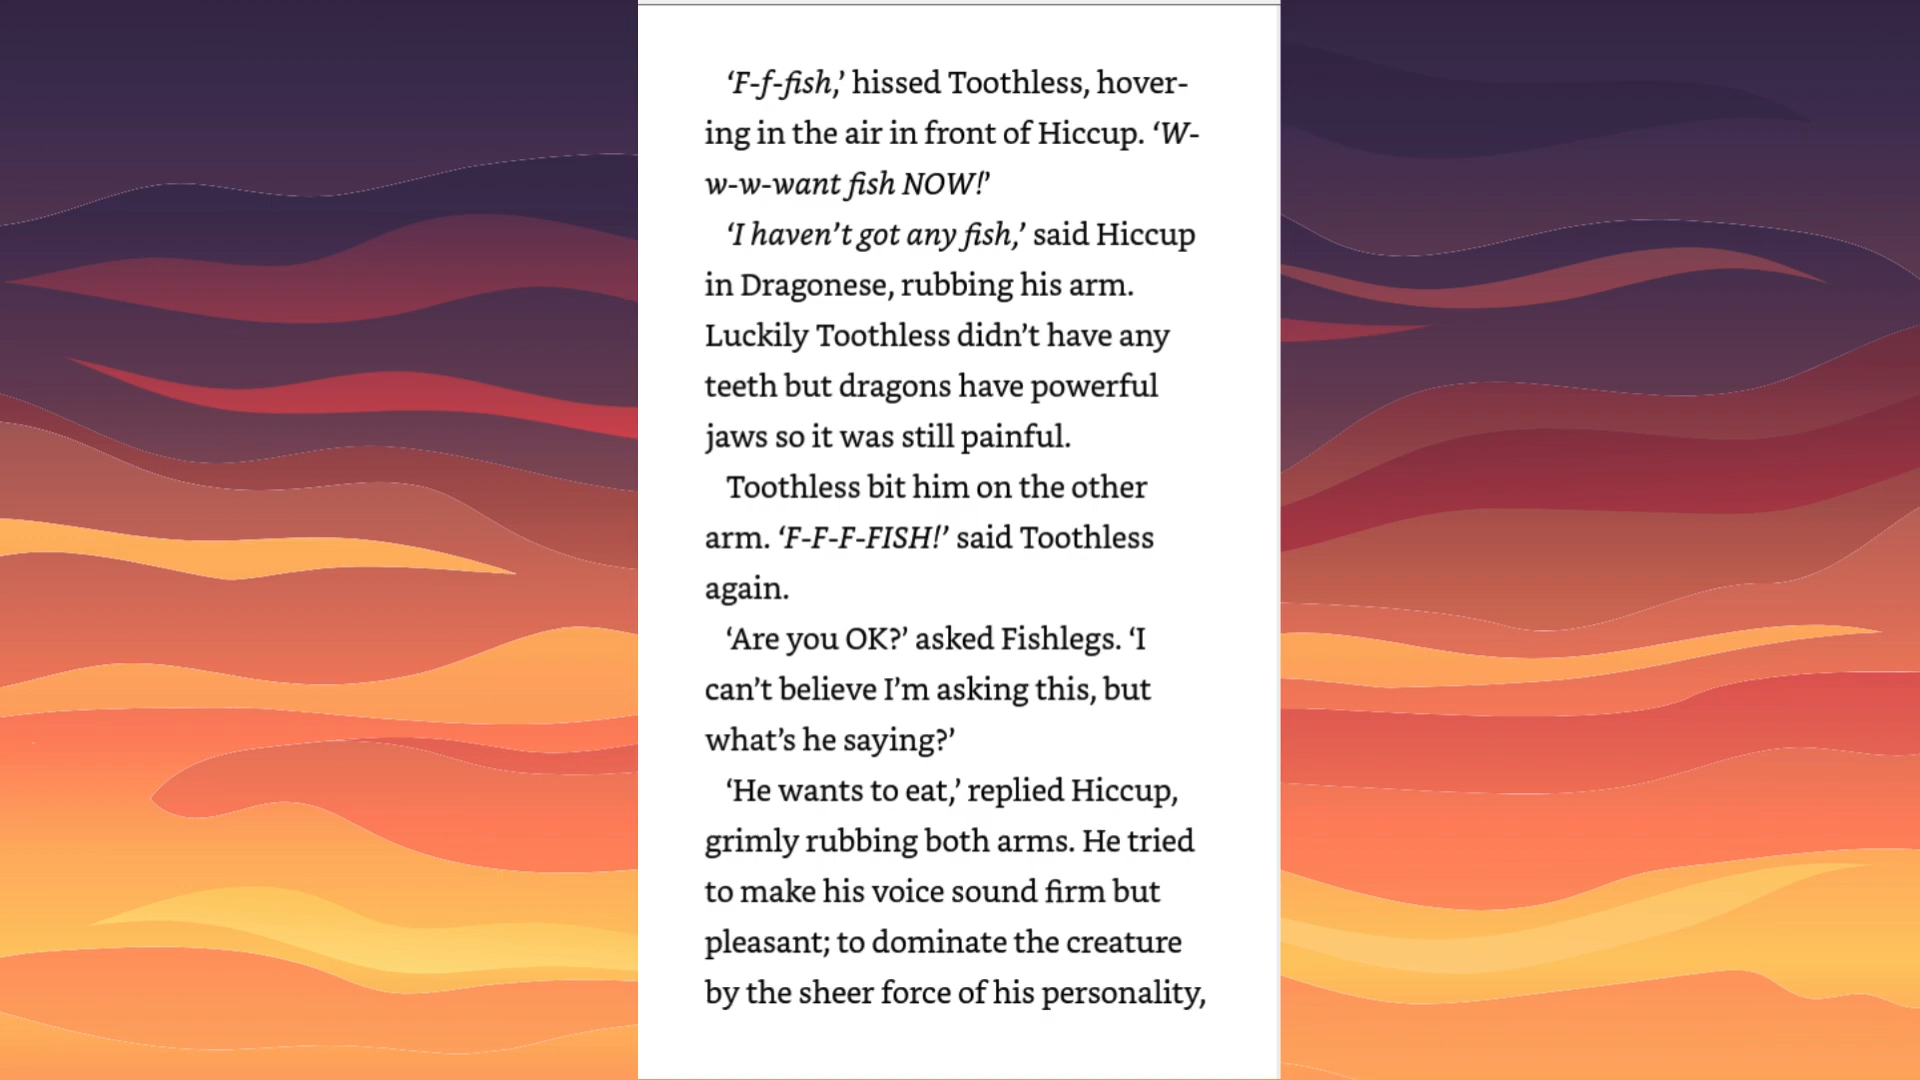 ‘F-f-fish,’ hissed Toothless, hover-
ing in the air in front of Hiccup. ‘W-
w-w-want fish NOW!’
‘I haven’t got any fish,’ said Hiccup
in Dragonese, rubbing his arm.
Luckily Toothless didn’t have any
teeth but dragons have powerful
jaws so it was still painful.
Toothless bit him on the other
arm. ‘F-F-F-FISH!’ said Toothless
again.
‘Are you OK?’ asked Fishlegs. ‘I
can’t believe I’m asking this, but
what’s he saying?’
‘He wants to eat,’ replied Hiccup,
grimly rubbing both arms. He tried
to make his voice sound firm but
pleasant; to dominate the creature
by the sheer force of his personality,